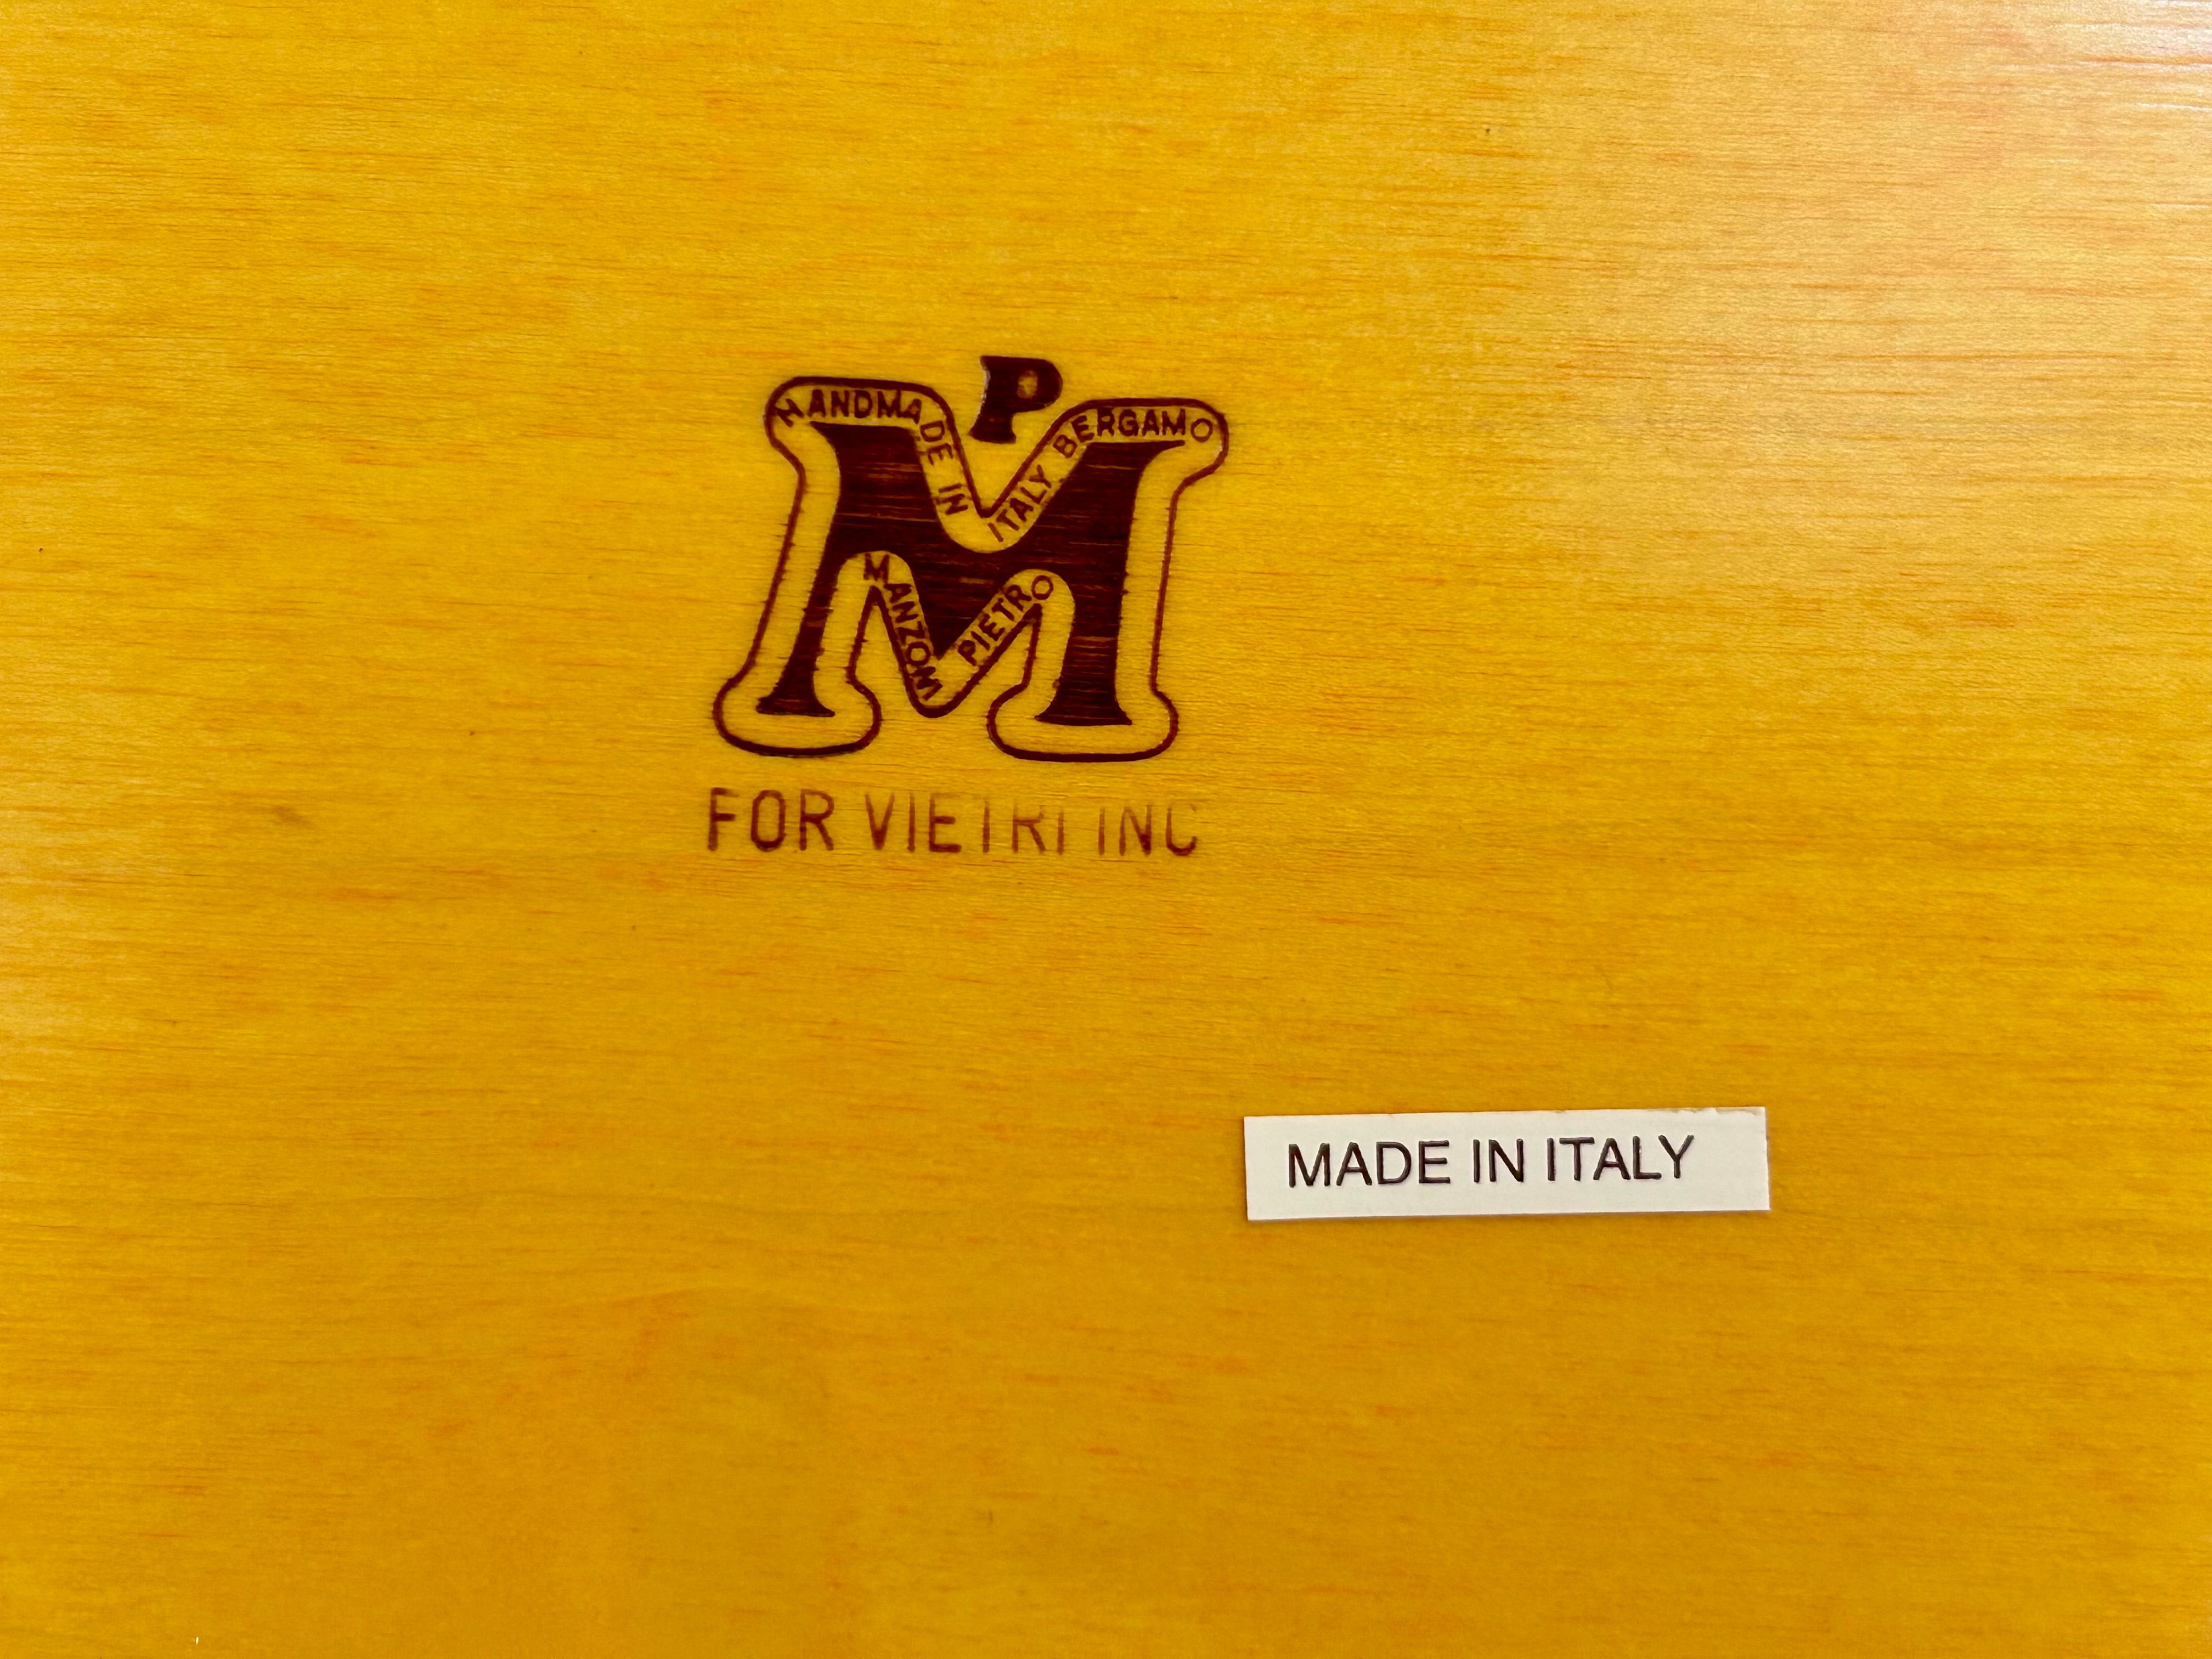 P
HANDMADE IN ITALY BERGAMO
M
MANZONI PIETRO
FOR VIETRI INC
MADE IN ITALY